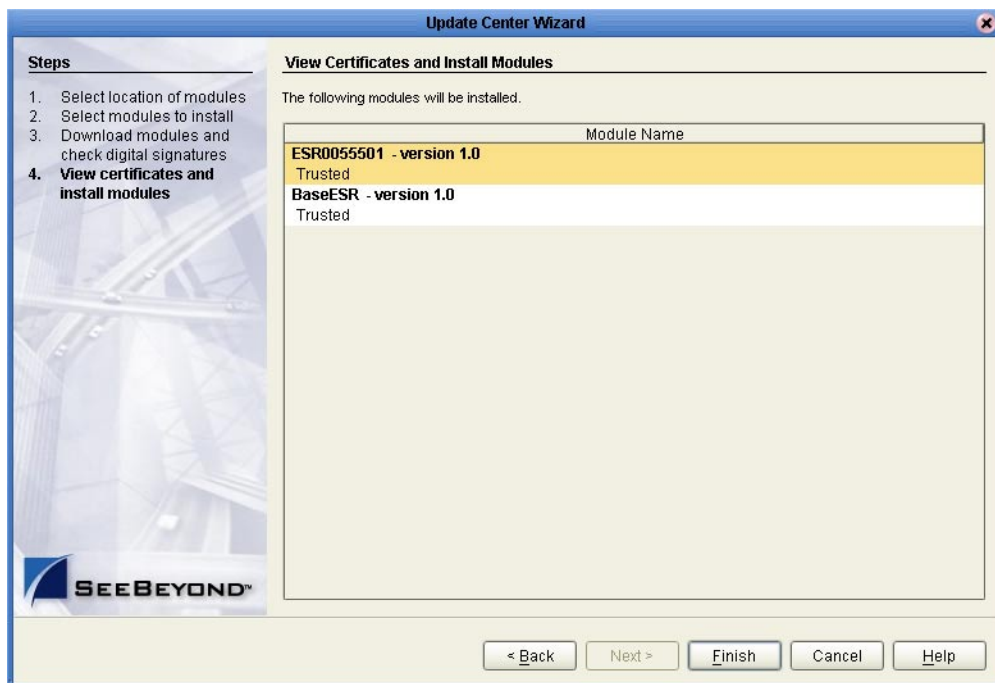 Update Center Wizard
Steps
1. Select location of modules
2. Select modules to install
3. Download modules and
check digital signatures
4. View certificates and
install modules
View Certificates and Install Modules
The following modules will be installed.
Module Name
ESR0055501 - version 1.0
Trusted
BaseESR - version 1.0
Trusted
SEEBEYOND™
< Back
Next >
Finish
Cancel
Help